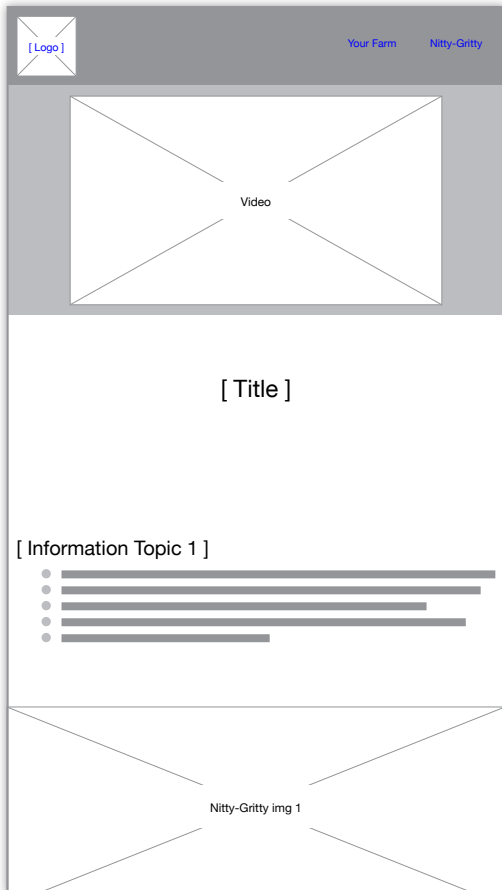 [ Logo ]
Your Farm
Nitty-Gritty
Video
[ Title ]
[ Information Topic 1 ]
Nitty-Gritty img 1